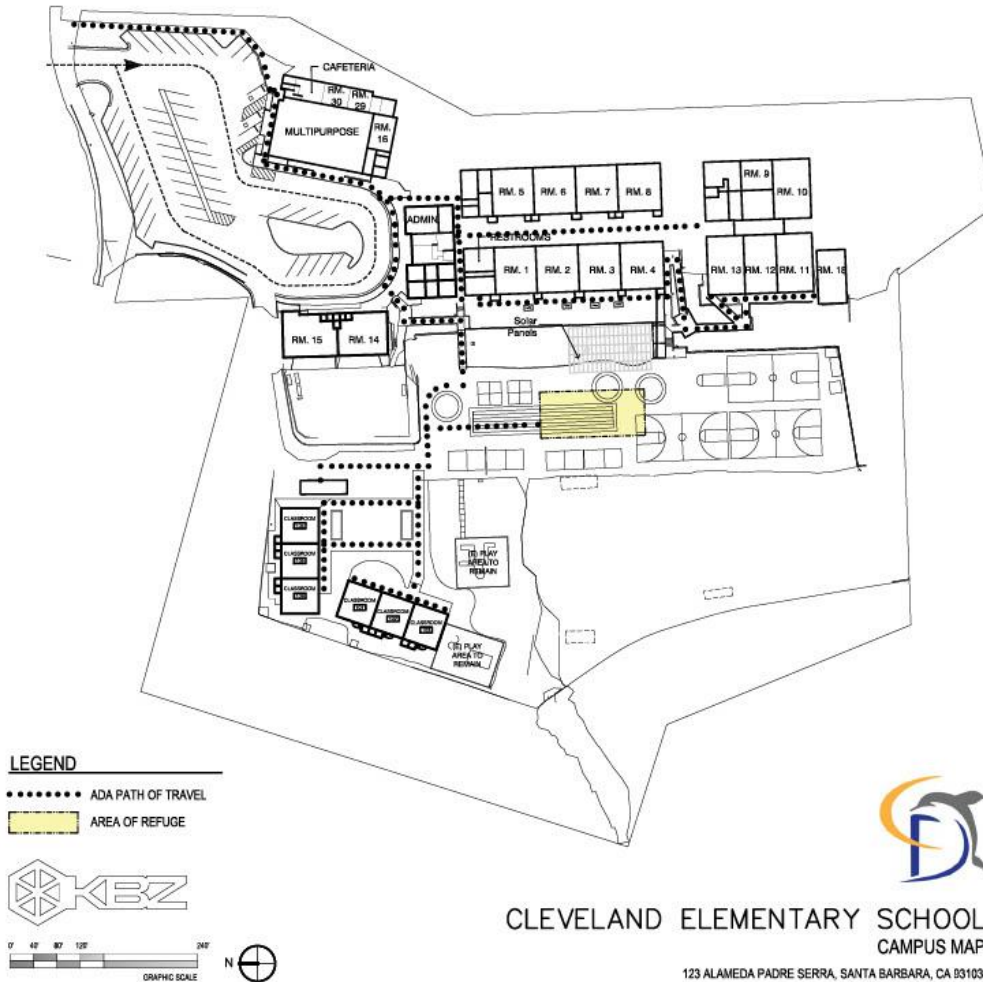 CAFETERIA
RM.
30
RM.
29
MULTIPURPOSE
RM.
16
RM. 5
RM. 6
RM. 7
RM. 8
RM. 9
RM. 10
ADMIN
RESTROOMS
RM. 1
RM. 2
RM. 3
RM. 4
RM. 13
RM. 12
RM. 11
RM. 18
Solar
Panels
RM. 15
RM. 14
CLASSROOM
CLASSROOM
CLASSROOM
(E) PLAY
AREA TO
REMAIN
CLASSROOM
CLASSROOM
CLASSROOM
(E) PLAY
AREA TO
REMAIN
LEGEND
ADA PATH OF TRAVEL
AREA OF REFUGE
KBZ
0' 40' 80' 120' 240'
GRAPHIC SCALE
N
CD
CLEVELAND ELEMENTARY SCHOOL
CAMPUS MAP
123 ALAMEDA PADRE SERRA, SANTA BARBARA, CA 93103